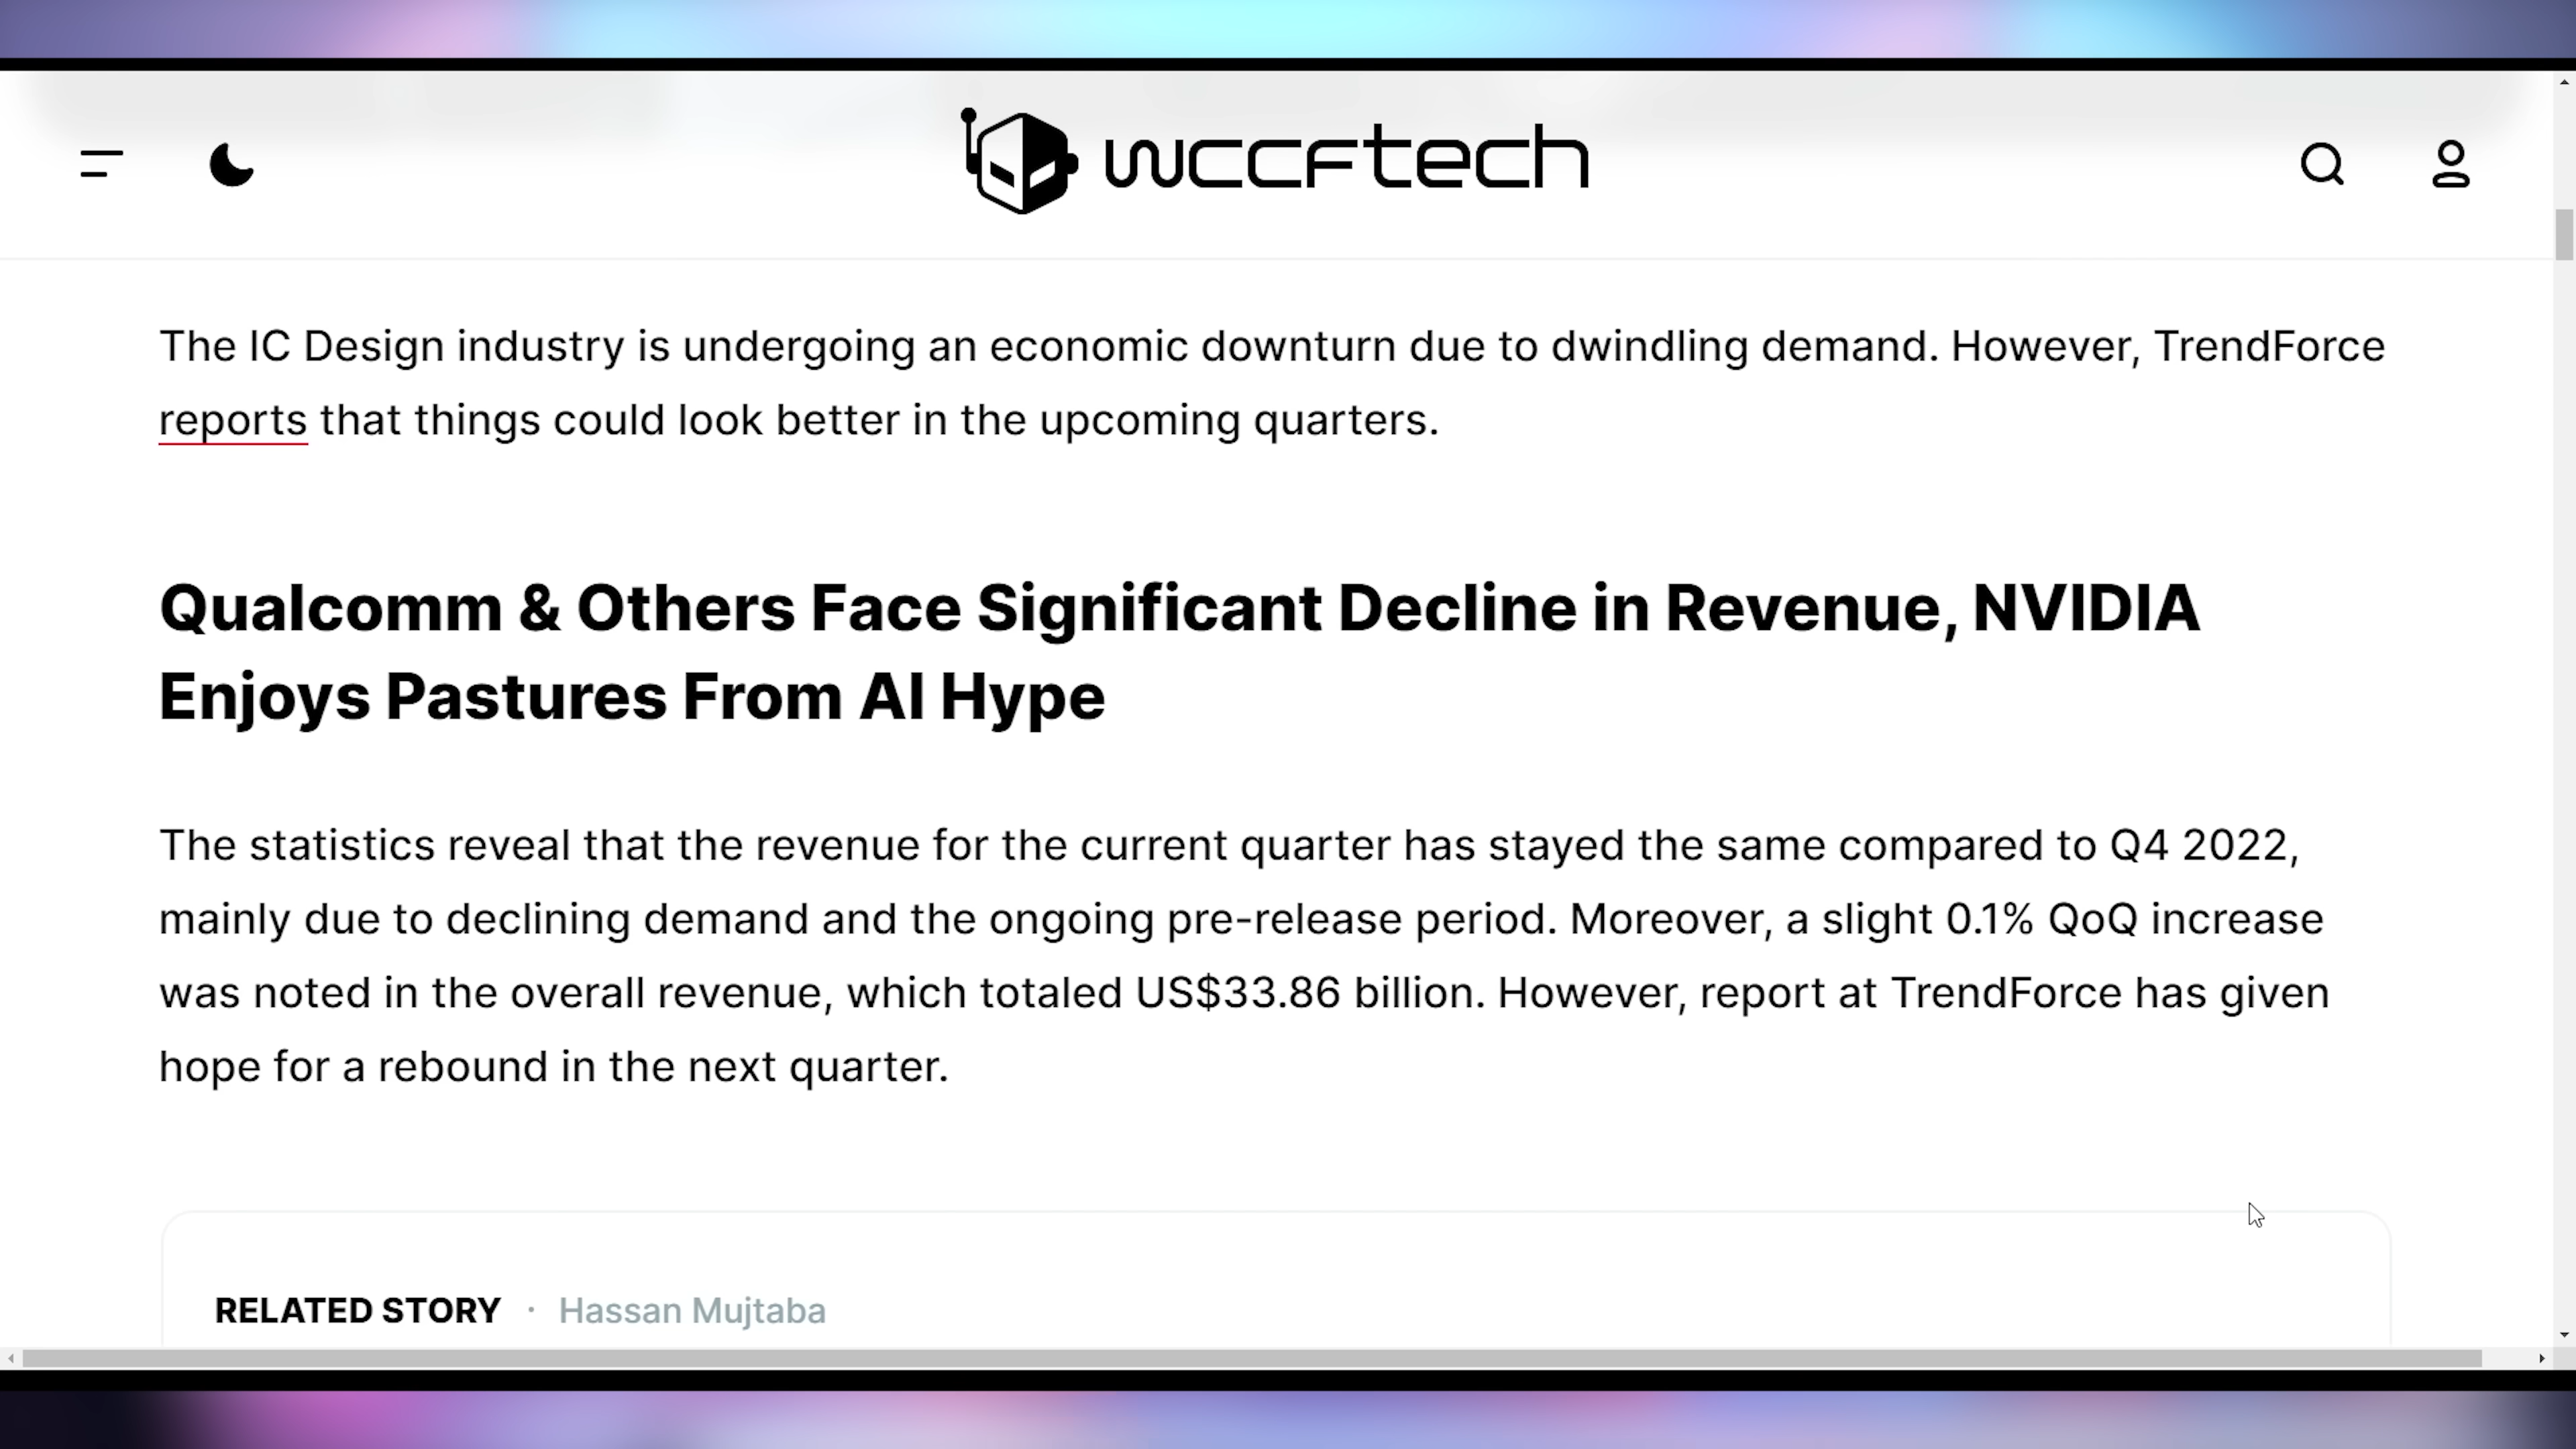 wccftech
The IC Design industry is undergoing an economic downturn due to dwindling demand. However, TrendForce
reports that things could look better in the upcoming quarters.
Qualcomm & Others Face Significant Decline in Revenue, NVIDIA
Enjoys Pastures From AI Hype
The statistics reveal that the revenue for the current quarter has stayed the same compared to Q4 2022,
mainly due to declining demand and the ongoing pre-release period. Moreover, a slight 0.1% QoQ increase
was noted in the overall revenue, which totaled US$33.86 billion. However, report at TrendForce has given
hope for a rebound in the next quarter.
RELATED STORY · Hassan Mujtaba